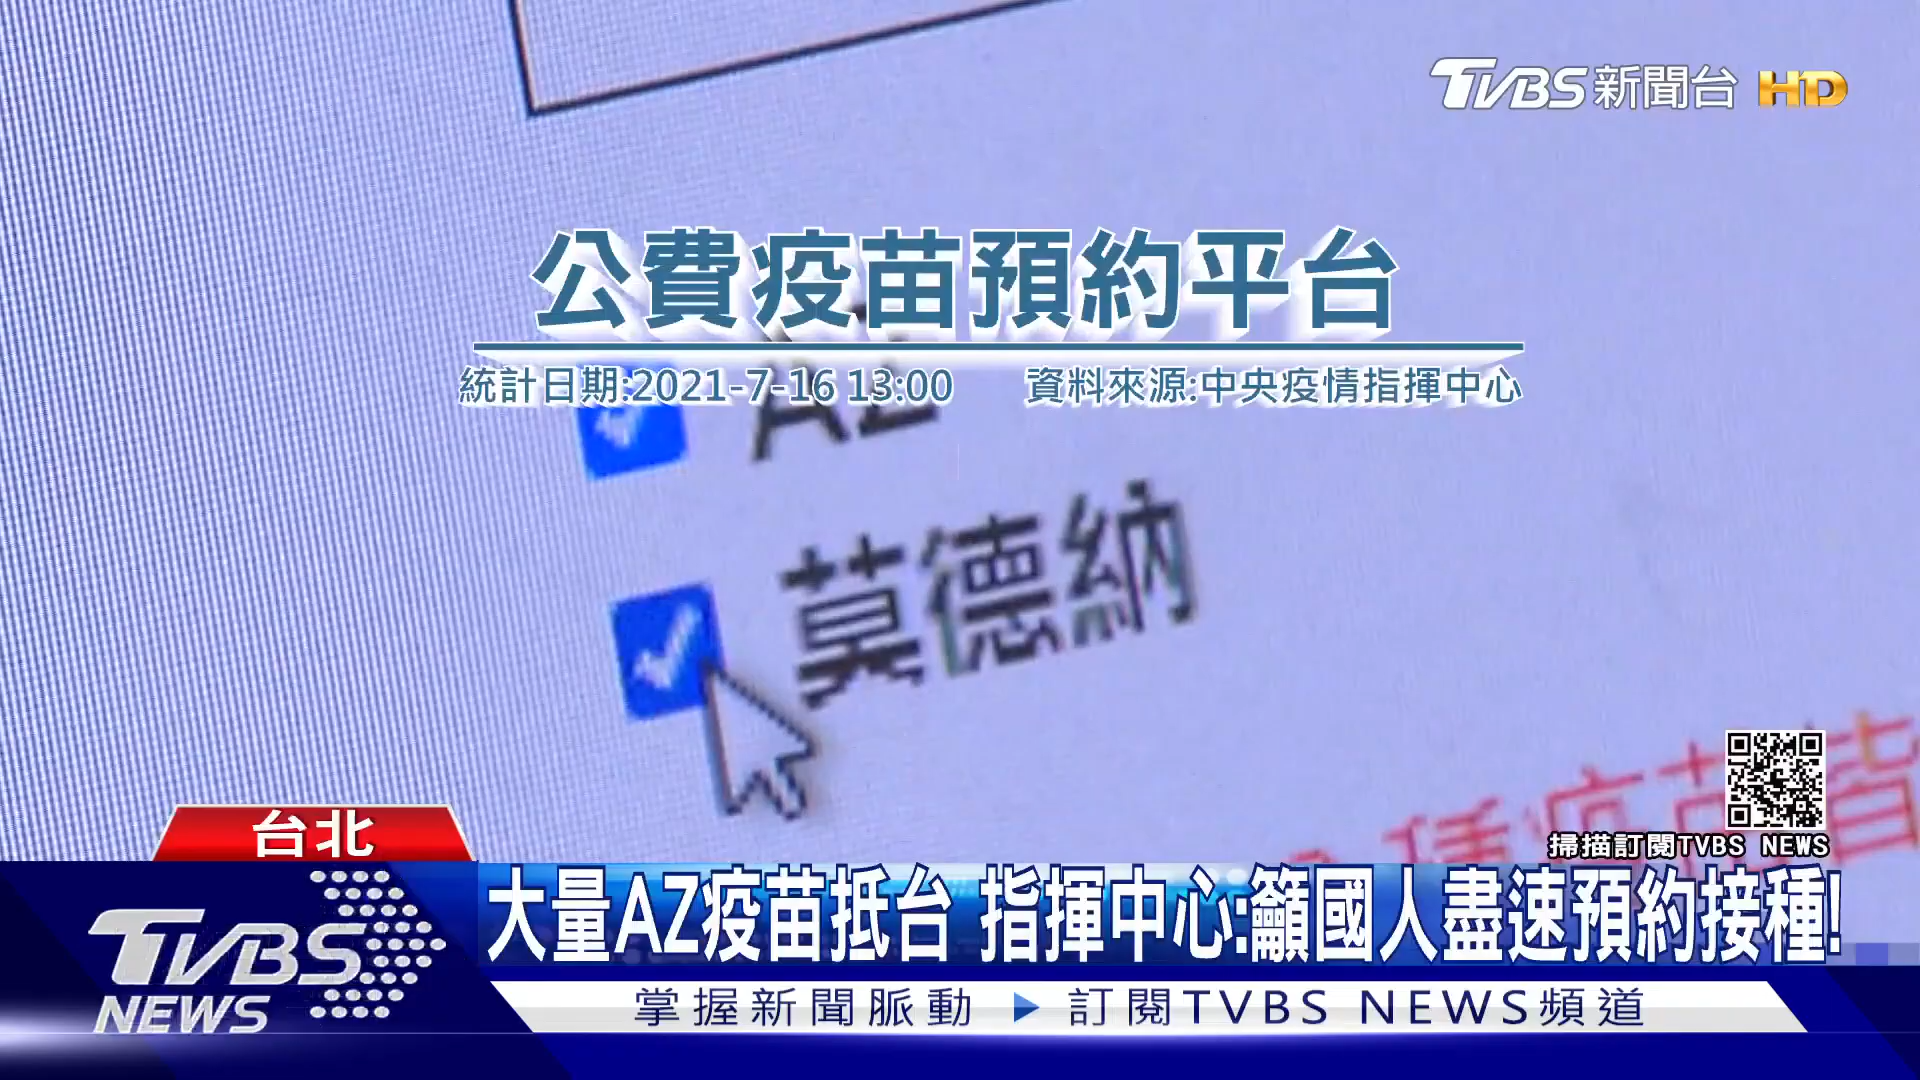 TVBS新聞台 HD
公費疫苗預約平台
統計日期:2021-7-16 13:00 資料來源:中央疫情指揮中心
AZ
莫德納
種疫苗皆
掃描訂閱TVBS NEWS
台北
大量AZ疫苗抵台 指揮中心:籲國人盡速預約接種!
TVBS NEWS
掌握新聞脈動 ▶ 訂閱TVBS NEWS頻道